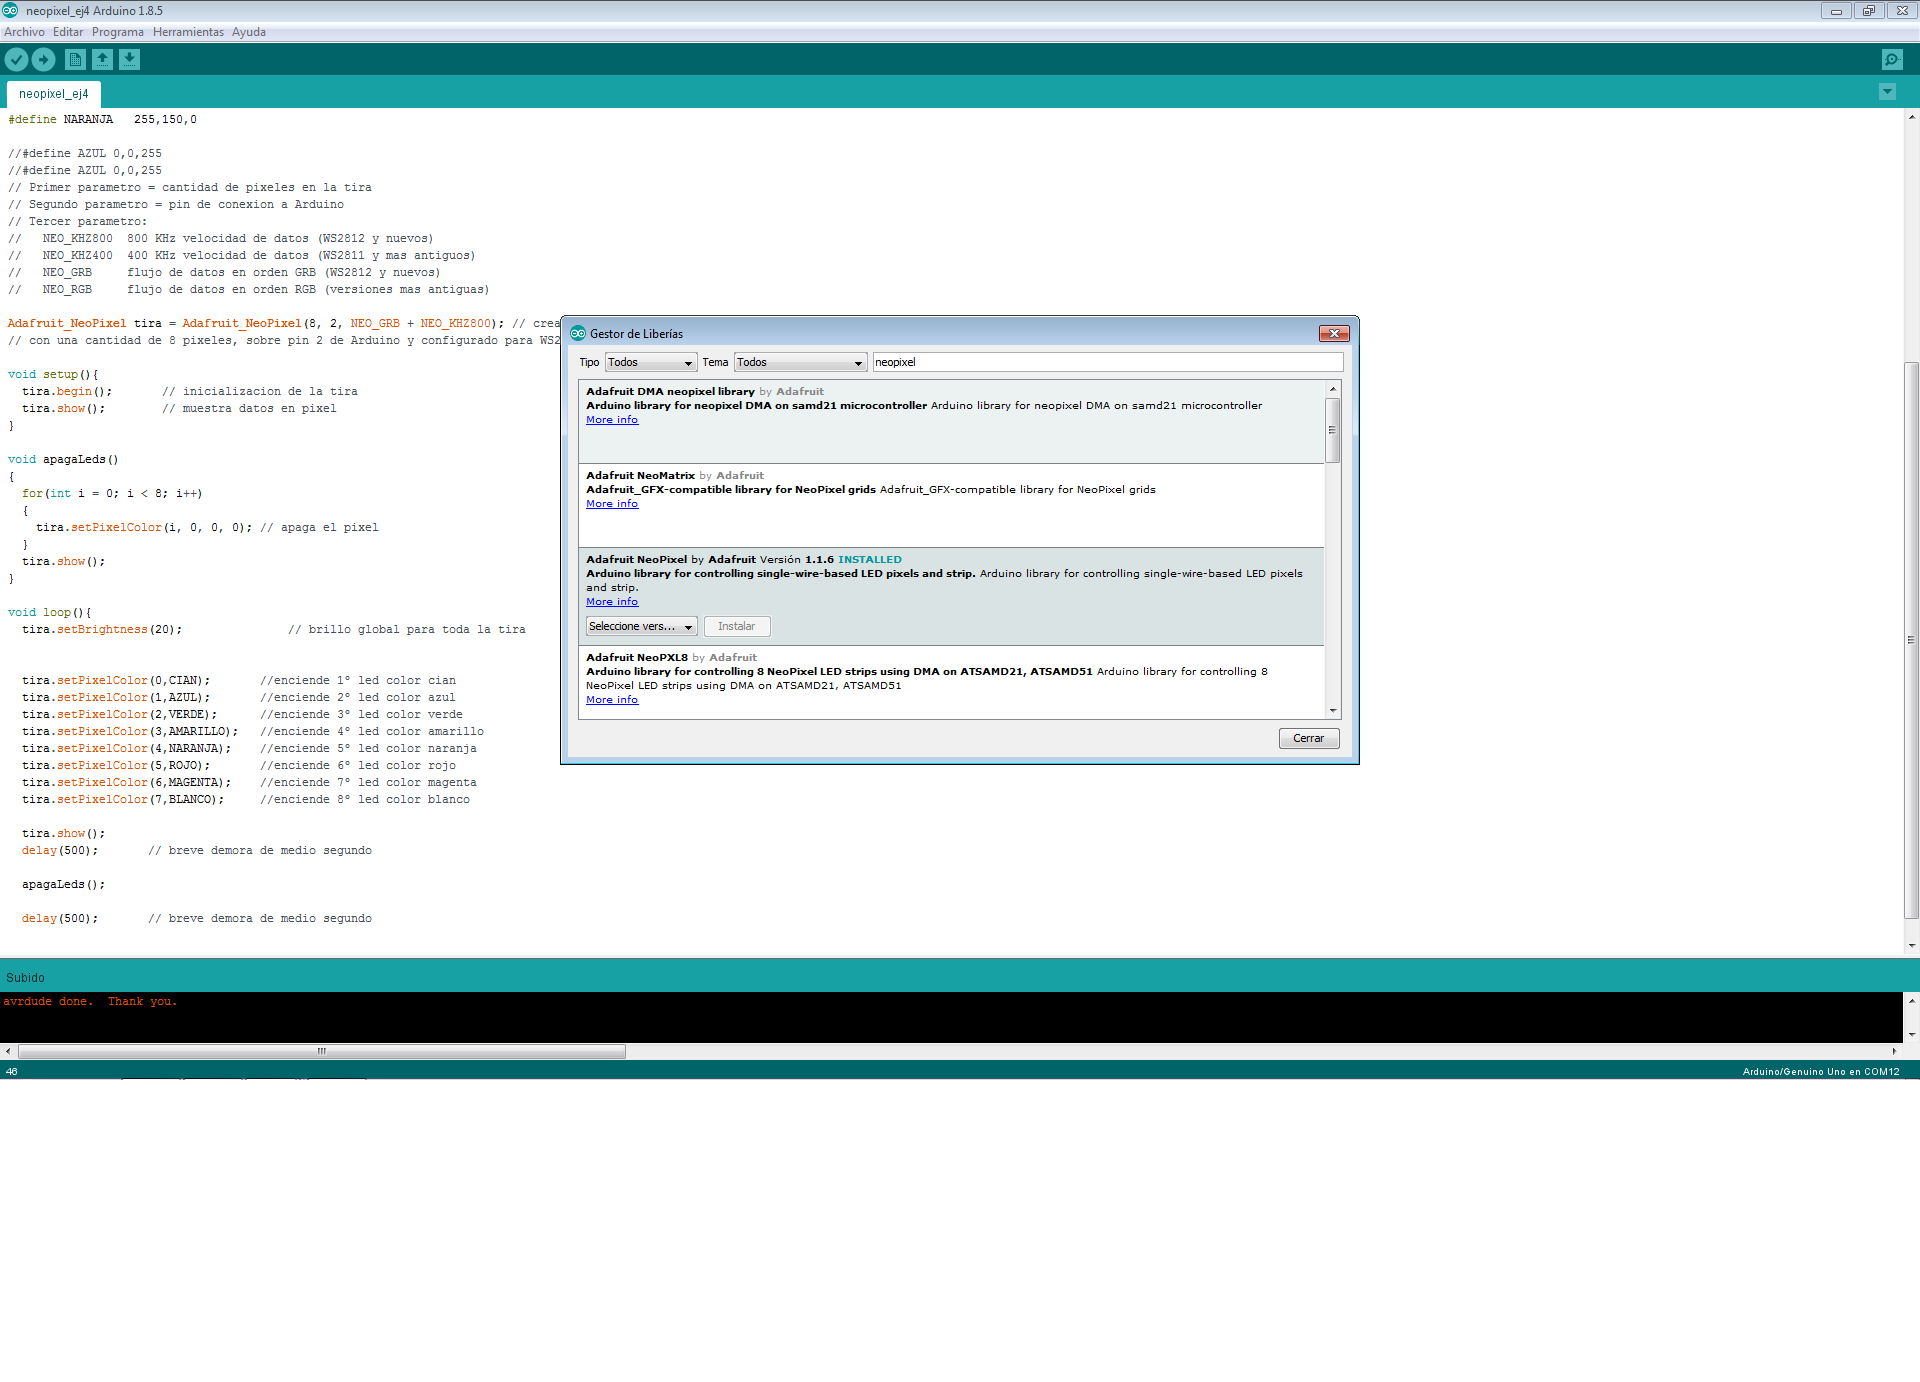 neopixel_ej4 Arduino 1.8.5
Archivo Editar Programa Herramientas Ayuda
neopixel_ej4
#define NARANJA   255,150,0
//#define AZUL 0,0,255
//#define AZUL 0,0,255
// Primer parametro = cantidad de pixeles en la tira
// Segundo parametro = pin de conexion a Arduino
// Tercer parametro:
//   NEO_KHZ800  800 KHz velocidad de datos (WS2812 y nuevos)
//   NEO_KHZ400  400 KHz velocidad de datos (WS2811 y mas antiguos)
//   NEO_GRB     flujo de datos en orden GRB (WS2812 y nuevos)
//   NEO_RGB     flujo de datos en orden RGB (versiones mas antiguas)
Adafruit_NeoPixel tira = Adafruit_NeoPixel(8, 2, NEO_GRB + NEO_KHZ800); // crea
// con una cantidad de 8 pixeles, sobre pin 2 de Arduino y configurado para WS2
void setup(){
  tira.begin();       // inicializacion de la tira
  tira.show();        // muestra datos en pixel
}
void apagaLeds()
{
  for(int i = 0; i < 8; i++)
  {
    tira.setPixelColor(i, 0, 0, 0); // apaga el pixel
  }
  tira.show();
}
void loop(){
  tira.setBrightness(20);               // brillo global para toda la tira
  tira.setPixelColor(0,CIAN);       //enciende 1º led color cian
  tira.setPixelColor(1,AZUL);       //enciende 2º led color azul
  tira.setPixelColor(2,VERDE);      //enciende 3º led color verde
  tira.setPixelColor(3,AMARILLO);   //enciende 4º led color amarillo
  tira.setPixelColor(4,NARANJA);    //enciende 5º led color naranja
  tira.setPixelColor(5,ROJO);       //enciende 6º led color rojo
  tira.setPixelColor(6,MAGENTA);    //enciende 7º led color magenta
  tira.setPixelColor(7,BLANCO);     //enciende 8º led color blanco
  tira.show();
  delay(500);       // breve demora de medio segundo
  apagaLeds();
  delay(500);       // breve demora de medio segundo
Gestor de Liberías
Tipo Todos Tema Todos neopixel
Adafruit DMA neopixel library by Adafruit
Arduino library for neopixel DMA on samd21 microcontroller Arduino library for neopixel DMA on samd21 microcontroller
More info
Adafruit NeoMatrix by Adafruit
Adafruit_GFX-compatible library for NeoPixel grids Adafruit_GFX-compatible library for NeoPixel grids
More info
Adafruit NeoPixel by Adafruit Versión 1.1.6 INSTALLED
Arduino library for controlling single-wire-based LED pixels and strip. Arduino library for controlling single-wire-based LED pixels
and strip.
More info
Seleccione vers... Instalar
Adafruit NeoPXL8 by Adafruit
Arduino library for controlling 8 NeoPixel LED strips using DMA on ATSAMD21, ATSAMD51 Arduino library for controlling 8
NeoPixel LED strips using DMA on ATSAMD21, ATSAMD51
More info
Cerrar
Subido
avrdude done.  Thank you.
46
Arduino/Genuino Uno en COM12